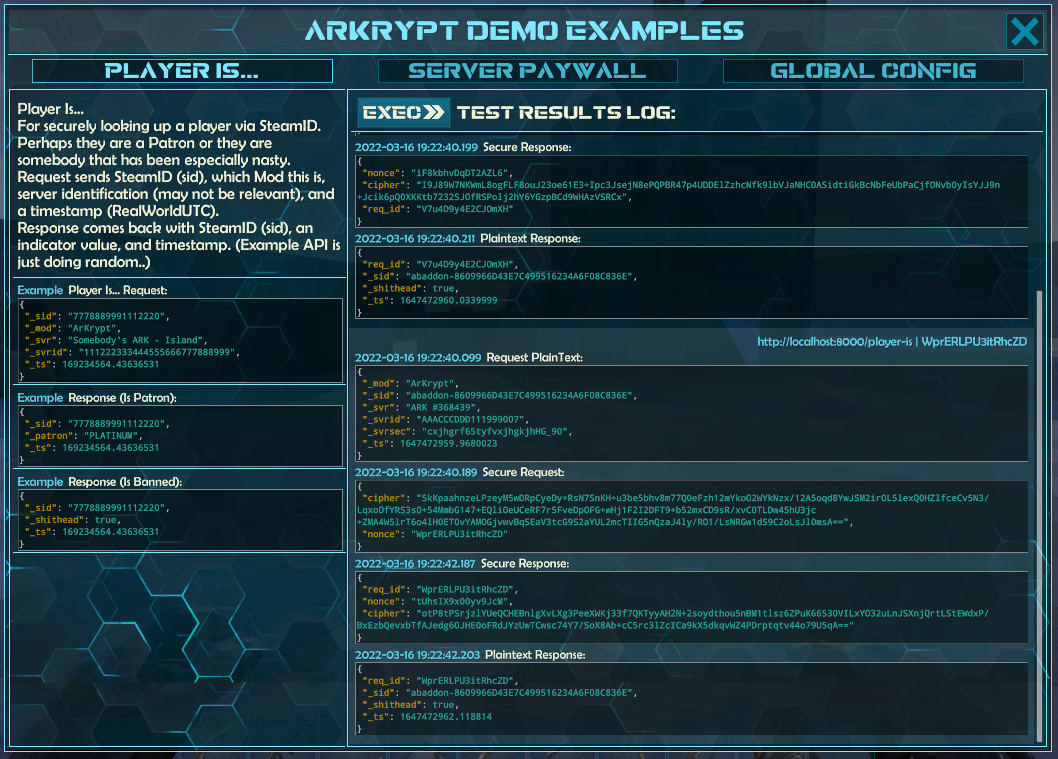 ARKRYPT DEMO EXAMPLES
PLAYER IS...
SERVER PAYWALL
GLOBAL CONFIG
Player Is...
For securely looking up a player via SteamID.
Perhaps they are a Patron or they are
somebody that has been especially nasty.
Request sends SteamID (sid), which Mod this is,
server identification (may not be relevant), and
a timestamp (RealWorldUTC).
Response comes back with SteamID (sid), an
indicator value, and timestamp. (Example API is
just doing random..)
Example Player Is... Request:
{
"_sid": "7778889991112220",
"_mod": "ArKrypt",
"_svr": "Somebody's ARK - Island",
"_svrid": "11122233344455566677788899",
"_ts": 169234564.43636531
}
Example Response (Is Patron):
{
"_sid": "7778889991112220",
"_patron": "PLATINUM",
"_ts": 169234564.43636531
}
Example Response (Is Banned):
{
"_sid": "7778889991112220",
"_shithead": true,
"_ts": 169234564.43636531
}
EXEC TEST RESULTS LOG:
2022-03-16 19:22:40.199 Secure Response:
{
"nonce": "iF8kbhvDqDT2AZL6",
"cipher": "I9J89W7NKWmL8ogFLF8ouJ23oe61E3+Ipc3JsejN8ePQPBR47p4UDDElZzhcNfk9lbVJaNHCOASidtiGkBcNbFeUbPaCjfONvbOyIsYJJ9n
+Jcik6pQOXKKtb7232SJOfRSPolj2hY6YGzpBCd9WHAzVSRCx",
"req_id": "V7u4D9y4E2CJOmXH"
}
2022-03-16 19:22:40.211 Plaintext Response:
{
"req_id": "V7u4D9y4E2CJOmXH",
"_sid": "abaddon-8609966D43E7C499516234A6F08C836E",
"_shithead": true,
"_ts": 1647472960.0339999
}
http://localhost:8000/player-is | WprERLPU3itRhcZD
2022-03-16 19:22:40.099 Request PlainText:
{
"_mod": "ArKrypt",
"_sid": "abaddon-8609966D43E7C499516234A6F08C836E",
"_svr": "ARK #368439",
"_svrid": "AAACCCDDD111999007",
"_svrsec": "cxjhgrf65tyfvxjhgkjhHG_90",
"_ts": 1647472959.9680023
}
2022-03-16 19:22:40.189 Secure Request:
{
"cipher": "5kKpaahnzeLPzeyM5wDRpCyeDy+RsN7SnKH+u3be5bhv8m77Q0eFzh12mYkoO2WYkNzx/12A5oqd8YwJSM2irOL5lexQOHZlfceCv5N3/
LqxoOfYRS3sO+54MmbG147+EQliOeUCeRF7r5FveDpOFG+wHj1F2I2DFT9+b52mxCD9sR/xvCOTLDw45hU3jc
+ZMA4W5lrT6o4lHOETOvYAMOGjvwvBqSEaV3tcG9S2aYUL2mcTIIG5nQzaJ4ly/RO1/LsNRGw1dS9C2oLsJlOmsA==",
"nonce": "WprERLPU3itRhcZD"
}
2022-03-16 19:22:42.187 Secure Response:
{
"req_id": "WprERLPU3itRhcZD",
"nonce": "tUhsIX9xOOyv9JcM",
"cipher": "otP8tPSrjzlYUeQCHEBnlgXvLXg3PeeXWKj33f7QKTyyAH2N+2soydthou5nBM1tlsz6ZPuK66530VILxYO32uLnJSXnjQrtLStEWdxP/
BxEzbQevxbTfAJedg6OJHEOoFRdJYzUwTCwsc74Y7/SoX8Ab+cC5rc3lZcICa9kX5dkqvWZ4PDrptqtv44o79U5qA=="
}
2022-03-16 19:22:42.203 Plaintext Response:
{
"req_id": "WprERLPU3itRhcZD",
"_sid": "abaddon-8609966D43E7C499516234A6F08C836E",
"_shithead": true,
"_ts": 1647472962.118814
}